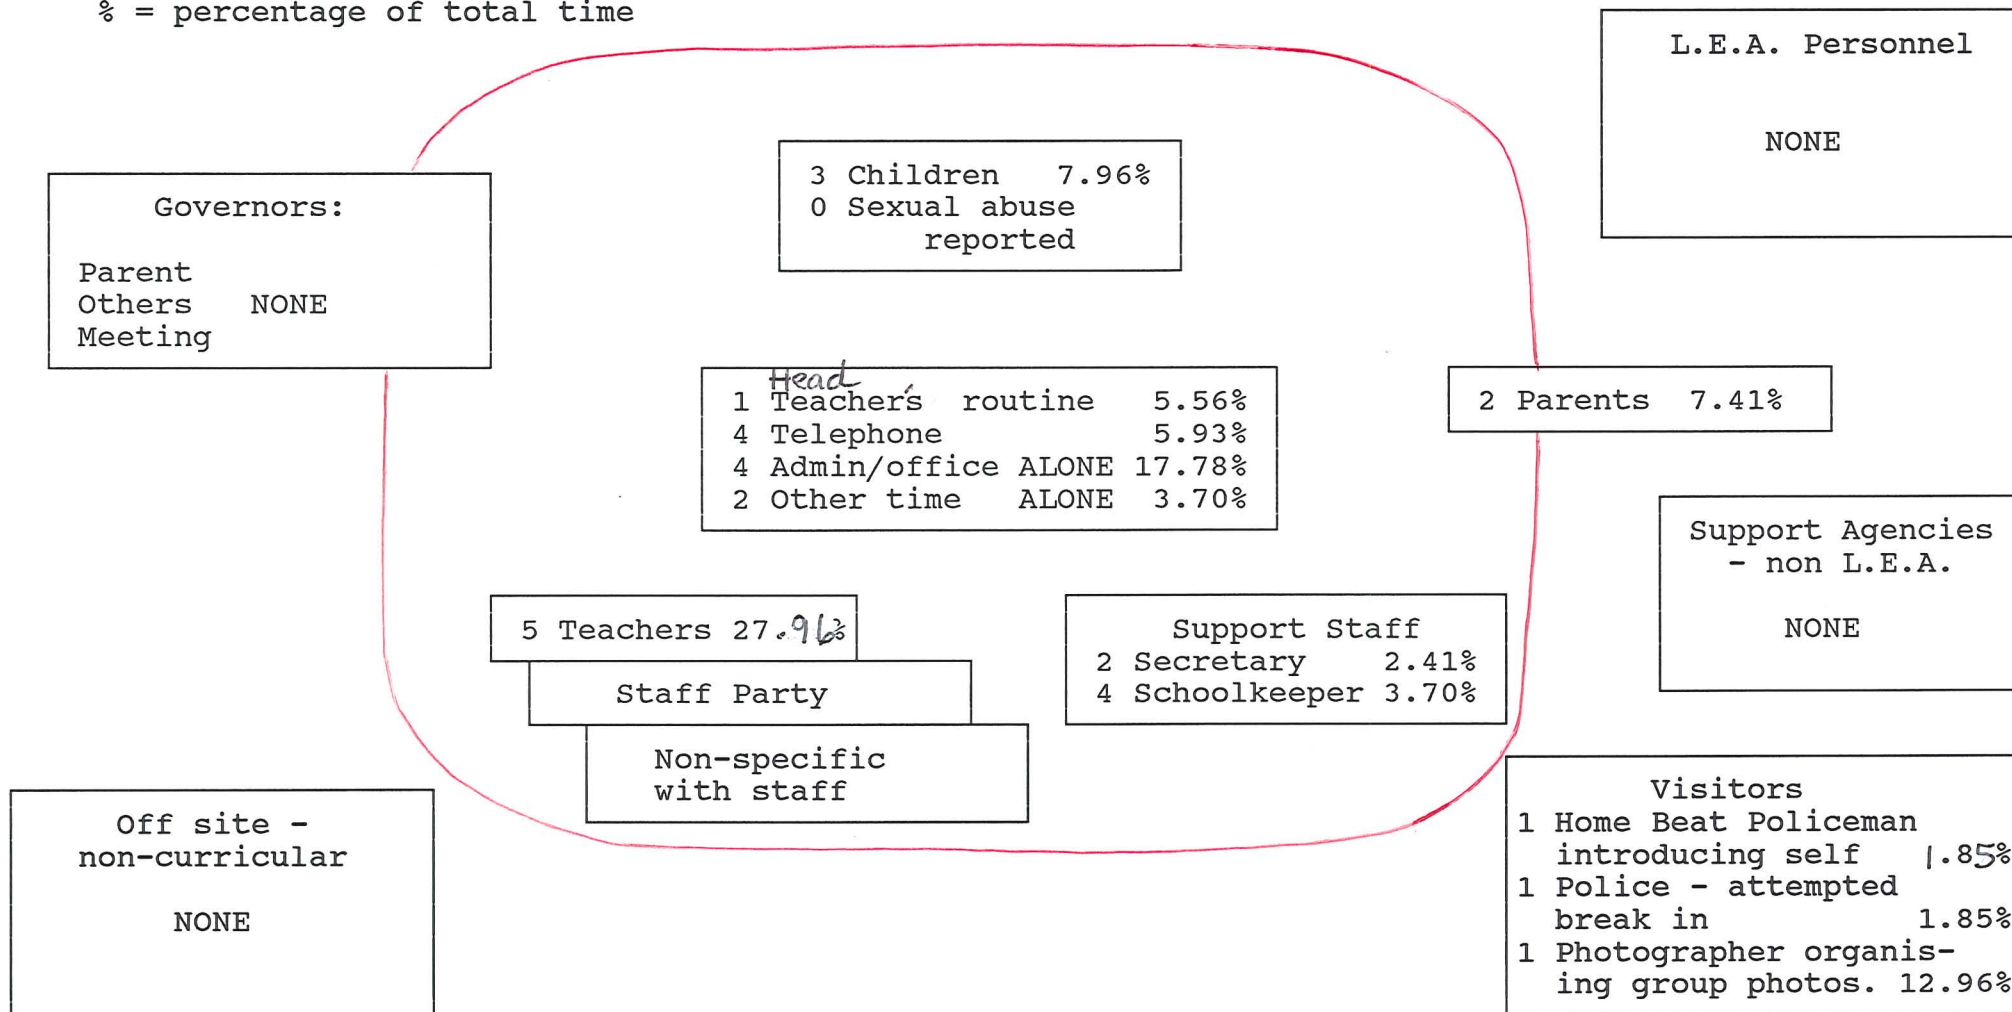 % = percentage of total time
L.E.A. Personnel
NONE
3 Children 7.96%
0 Sexual abuse
reported
Governors:
Parent
Others NONE
Meeting
Head
1 Teacher's routine 5.56%
4 Telephone 5.93%
4 Admin/office ALONE 17.78%
2 Other time ALONE 3.70%
2 Parents 7.41%
Support Agencies
- non L.E.A.
NONE
5 Teachers 27.96%
Staff Party
Non-specific
with staff
Support Staff
2 Secretary 2.41%
4 Schoolkeeper 3.70%
Off site -
non-curricular
NONE
Visitors
1 Home Beat Policeman
introducing self 1.85%
1 Police - attempted
break in 1.85%
1 Photographer organis-
ing group photos. 12.96%